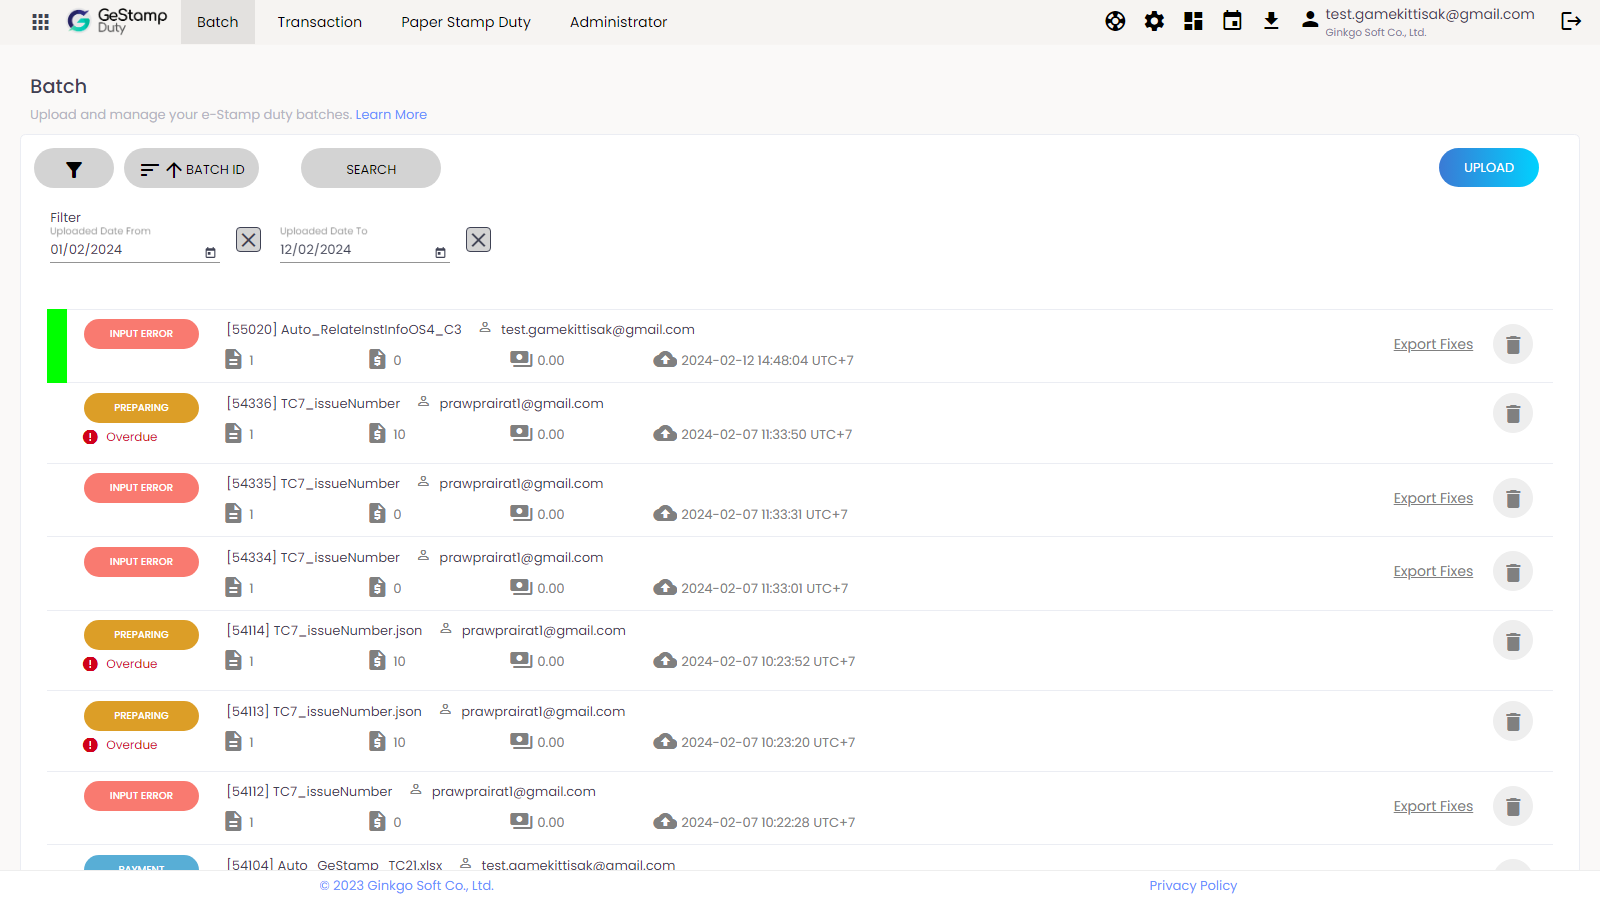 GeStamp
Duty
Batch
Transaction
Paper Stamp Duty
Administrator
test.gamekittisak@gmail.com
Ginkgo Soft Co., Ltd.
Batch
Upload and manage your e-Stamp duty batches. Learn More
BATCH ID
SEARCH
UPLOAD
Filter
Uploaded Date From
01/02/2024
Uploaded Date To
12/02/2024
INPUT ERROR
[55020] Auto_RelateInstInfoOS4_C3 test.gamekittisak@gmail.com
1 0 0.00 2024-02-12 14:48:04 UTC+7
Export Fixes
PREPARING
Overdue
[54336] TC7_issueNumber prawprairat1@gmail.com
1 10 0.00 2024-02-07 11:33:50 UTC+7
INPUT ERROR
[54335] TC7_issueNumber prawprairat1@gmail.com
1 0 0.00 2024-02-07 11:33:31 UTC+7
Export Fixes
INPUT ERROR
[54334] TC7_issueNumber prawprairat1@gmail.com
1 0 0.00 2024-02-07 11:33:01 UTC+7
Export Fixes
PREPARING
Overdue
[54114] TC7_issueNumber.json prawprairat1@gmail.com
1 10 0.00 2024-02-07 10:23:52 UTC+7
PREPARING
Overdue
[54113] TC7_issueNumber.json prawprairat1@gmail.com
1 10 0.00 2024-02-07 10:23:20 UTC+7
INPUT ERROR
[54112] TC7_issueNumber prawprairat1@gmail.com
1 0 0.00 2024-02-07 10:22:28 UTC+7
Export Fixes
PAYMENT
[54104] Auto_GeStamp_TC21.xlsx test.gamekittisak@gmail.com
© 2023 Ginkgo Soft Co., Ltd.
Privacy Policy